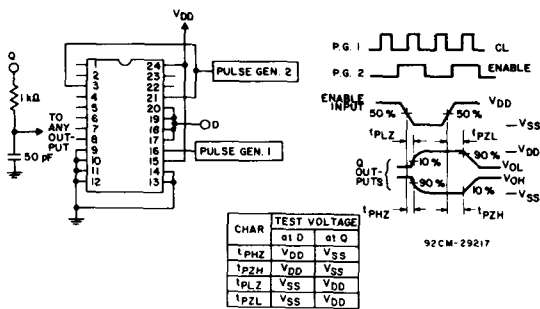 Q
1 kΩ
TO
ANY
OUT-
PUT
50 pF
VDD
1
2
3
4
5
6
7
8
9
10
11
12
24
23
22
21
20
19
18
17
16
15
14
13
PULSE GEN. 2
D
PULSE GEN. 1
P.G. 1
CL
P.G. 2
ENABLE
ENABLE
INPUT
50 %
50 %
VDD
VSS
tPLZ
tPZL
VDD
10 %
90 %
VOL
Q
OUT-
PUTS
90 %
10 %
VOH
VSS
tPHZ
tPZH
92CM-29217
CHAR TEST VOLTAGE
at D at Q
tPHZ VDD VSS
tPZH VDD VSS
tPLZ VSS VDD
tPZL VSS VDD